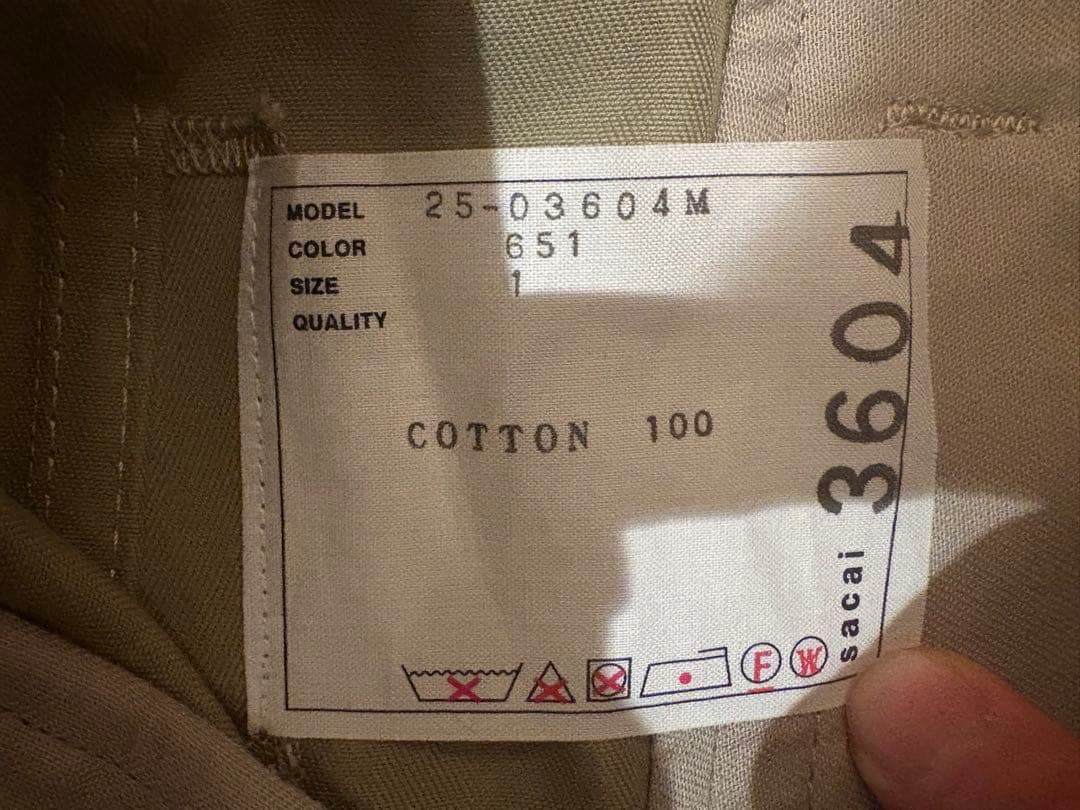 MODEL 25-03604M
COLOR 651
SIZE 1
QUALITY
COTTON 100
F W
sacai 3604